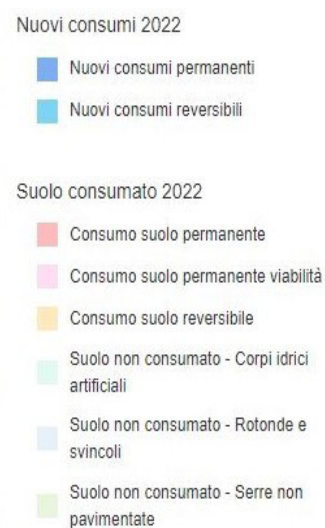 Nuovi consumi 2022
Nuovi consumi permanenti
Nuovi consumi reversibili
Suolo consumato 2022
Consumo suolo permanente
Consumo suolo permanente viabilità
Consumo suolo reversibile
Suolo non consumato - Corpi idrici
artificiali
Suolo non consumato - Rotonde e
svincoli
Suolo non consumato - Serre non
pavimentate